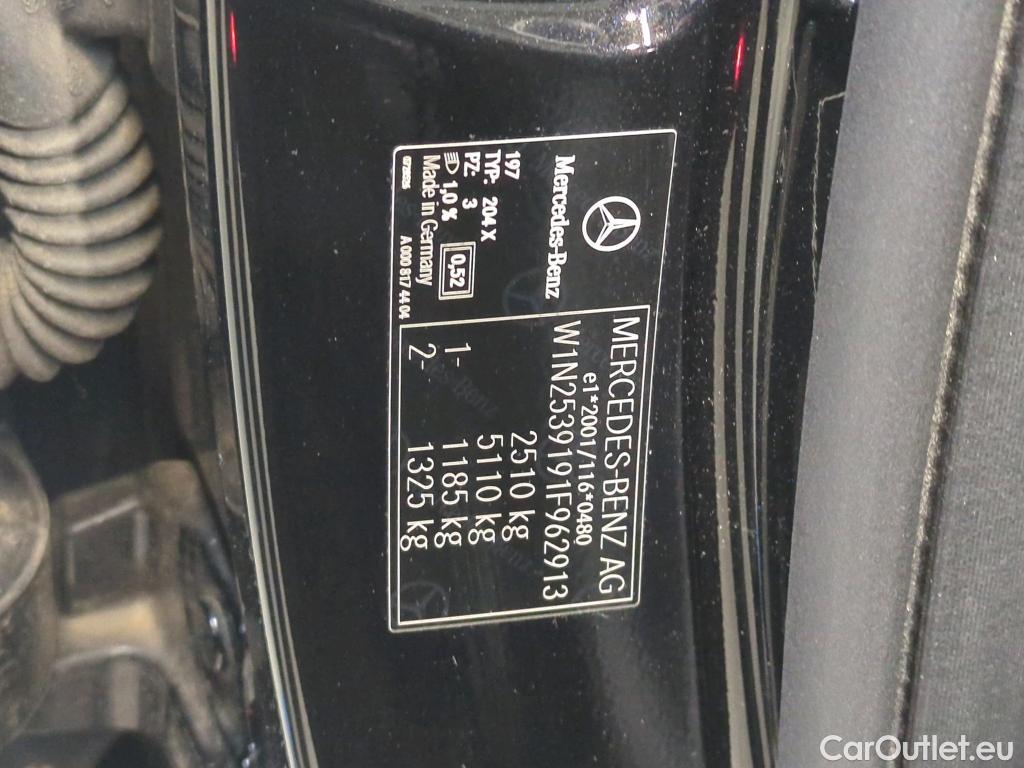 Mercedes-Benz
197
TYP: 204 X
PZ: 3
1,0 %
0,52
Made in Germany
A 000 817 44 04
MERCEDES-BENZ AG
e1*2001/116*0480
W1N2539191F962913
2510 kg
5110 kg
1- 1185 kg
2- 1325 kg
CarOutlet.eu